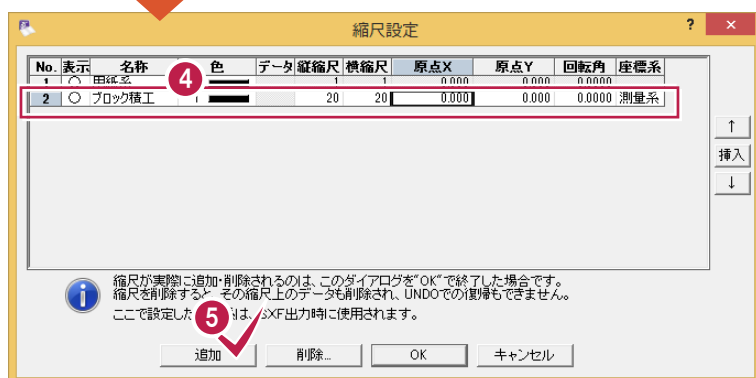 縮尺設定
? ×
No. 表示 名称 色 データ 縦縮尺 横縮尺 原点X 原点Y 回転角 座標系
1 ○ 用紙系 1 1 0.000 0.000 0.0000
2 ○ ブロック積工 1 20 20 0.000 0.000 0.0000 測量系
4
↑
挿入
↓
縮尺が実際に追加・削除されるのは、このダイアログを"OK"で終了した場合です。
縮尺を削除すると、その縮尺上のデータも削除され、UNDOでの復帰もできません。
ここで設定した は、SXF出力時に使用されます。
5
追加 削除... OK キャンセル